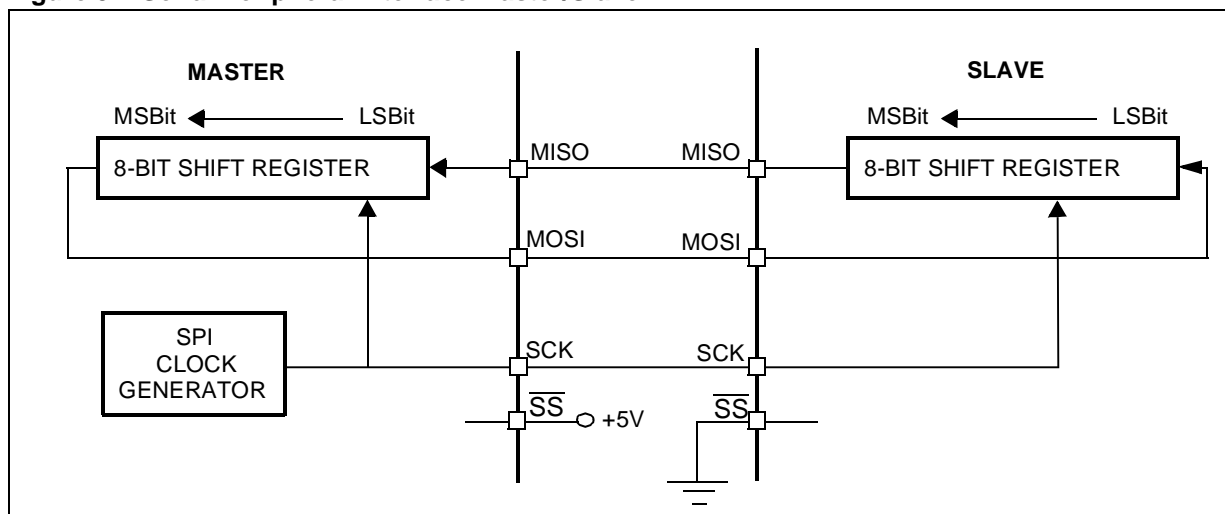 MASTER
MSBit LSBit
8-BIT SHIFT REGISTER
SPI
CLOCK
GENERATOR
MISO MISO
MOSI MOSI
SCK SCK
SS +5V SS
SLAVE
MSBit LSBit
8-BIT SHIFT REGISTER